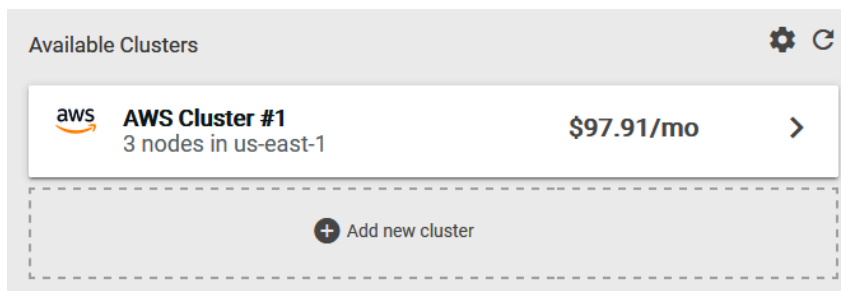 Available Clusters
aws
AWS Cluster #1
3 nodes in us-east-1
$97.91/mo
Add new cluster